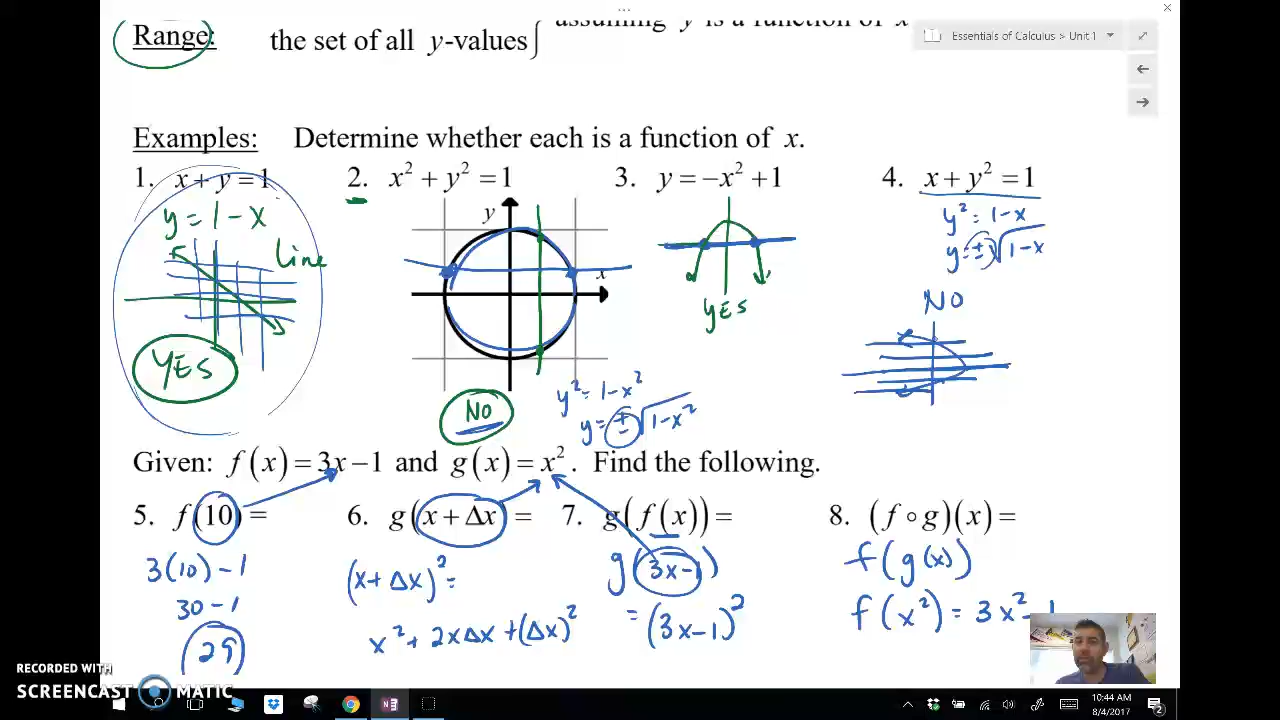 assuming y is a function of x
Range:
the set of all y-values
Essentials of Calculus > Unit 1
Examples: Determine whether each is a function of x.
1. x + y = 1
2. x² + y² = 1
3. y = −x² + 1
4. x + y² = 1
y = 1 − x
Line
YES
y
x
NO
y² = 1 − x²
y = ±√(1 − x²)
YES
y² = 1 − x
y = ±√(1 − x)
NO
Given: f(x) = 3x − 1 and g(x) = x². Find the following.
5. f(10) =
6. g(x + Δx) =
7. g(f(x)) =
8. (f ∘ g)(x) =
3(10) − 1
30 − 1
29
(x + Δx)² =
x² + 2xΔx + (Δx)²
g(3x − 1)
= (3x − 1)²
f(g(x))
f(x²) = 3x² − 1
RECORDED WITH
SCREENCAST MATIC
10:44 AM
8/4/2017
2